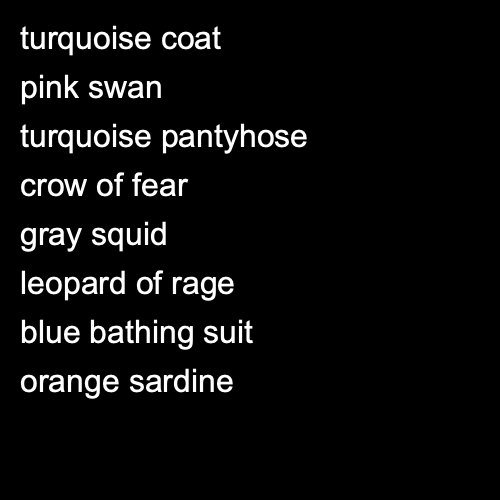 turquoise coat
pink swan
turquoise pantyhose
crow of fear
gray squid
leopard of rage
blue bathing suit
orange sardine